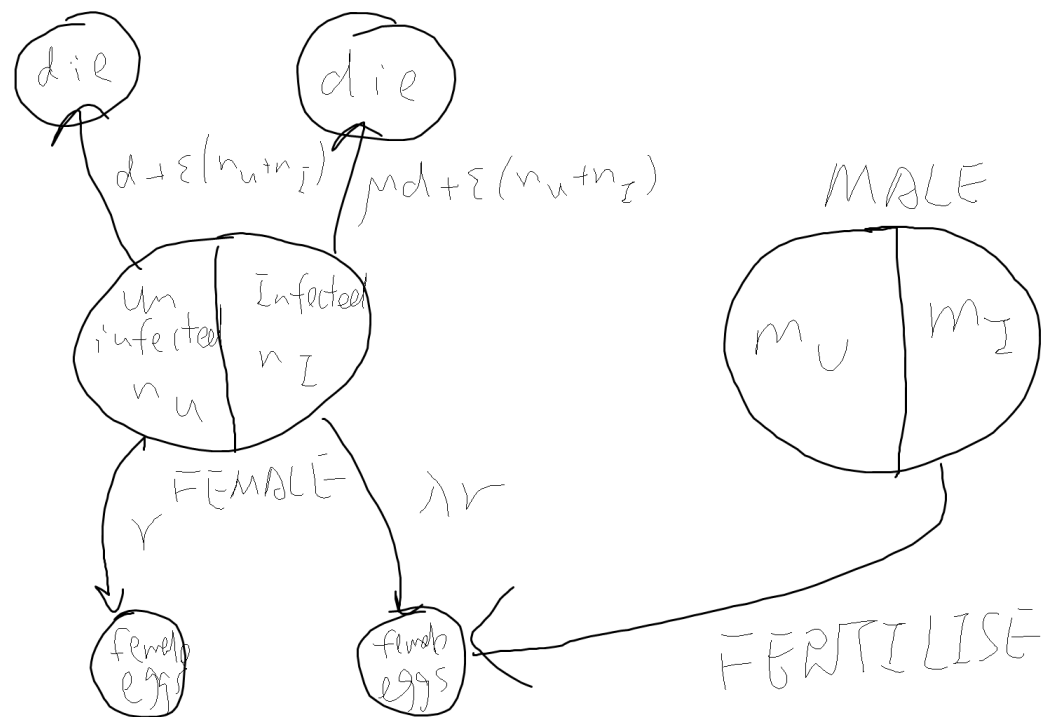 die
die
d+ε(nu+nI)
μd+ε(nu+nI)
MALE
un
infected
nu
Infected
nI
mU
mI
FEMALE
r
λr
female
eggs
female
eggs
FERTILISE